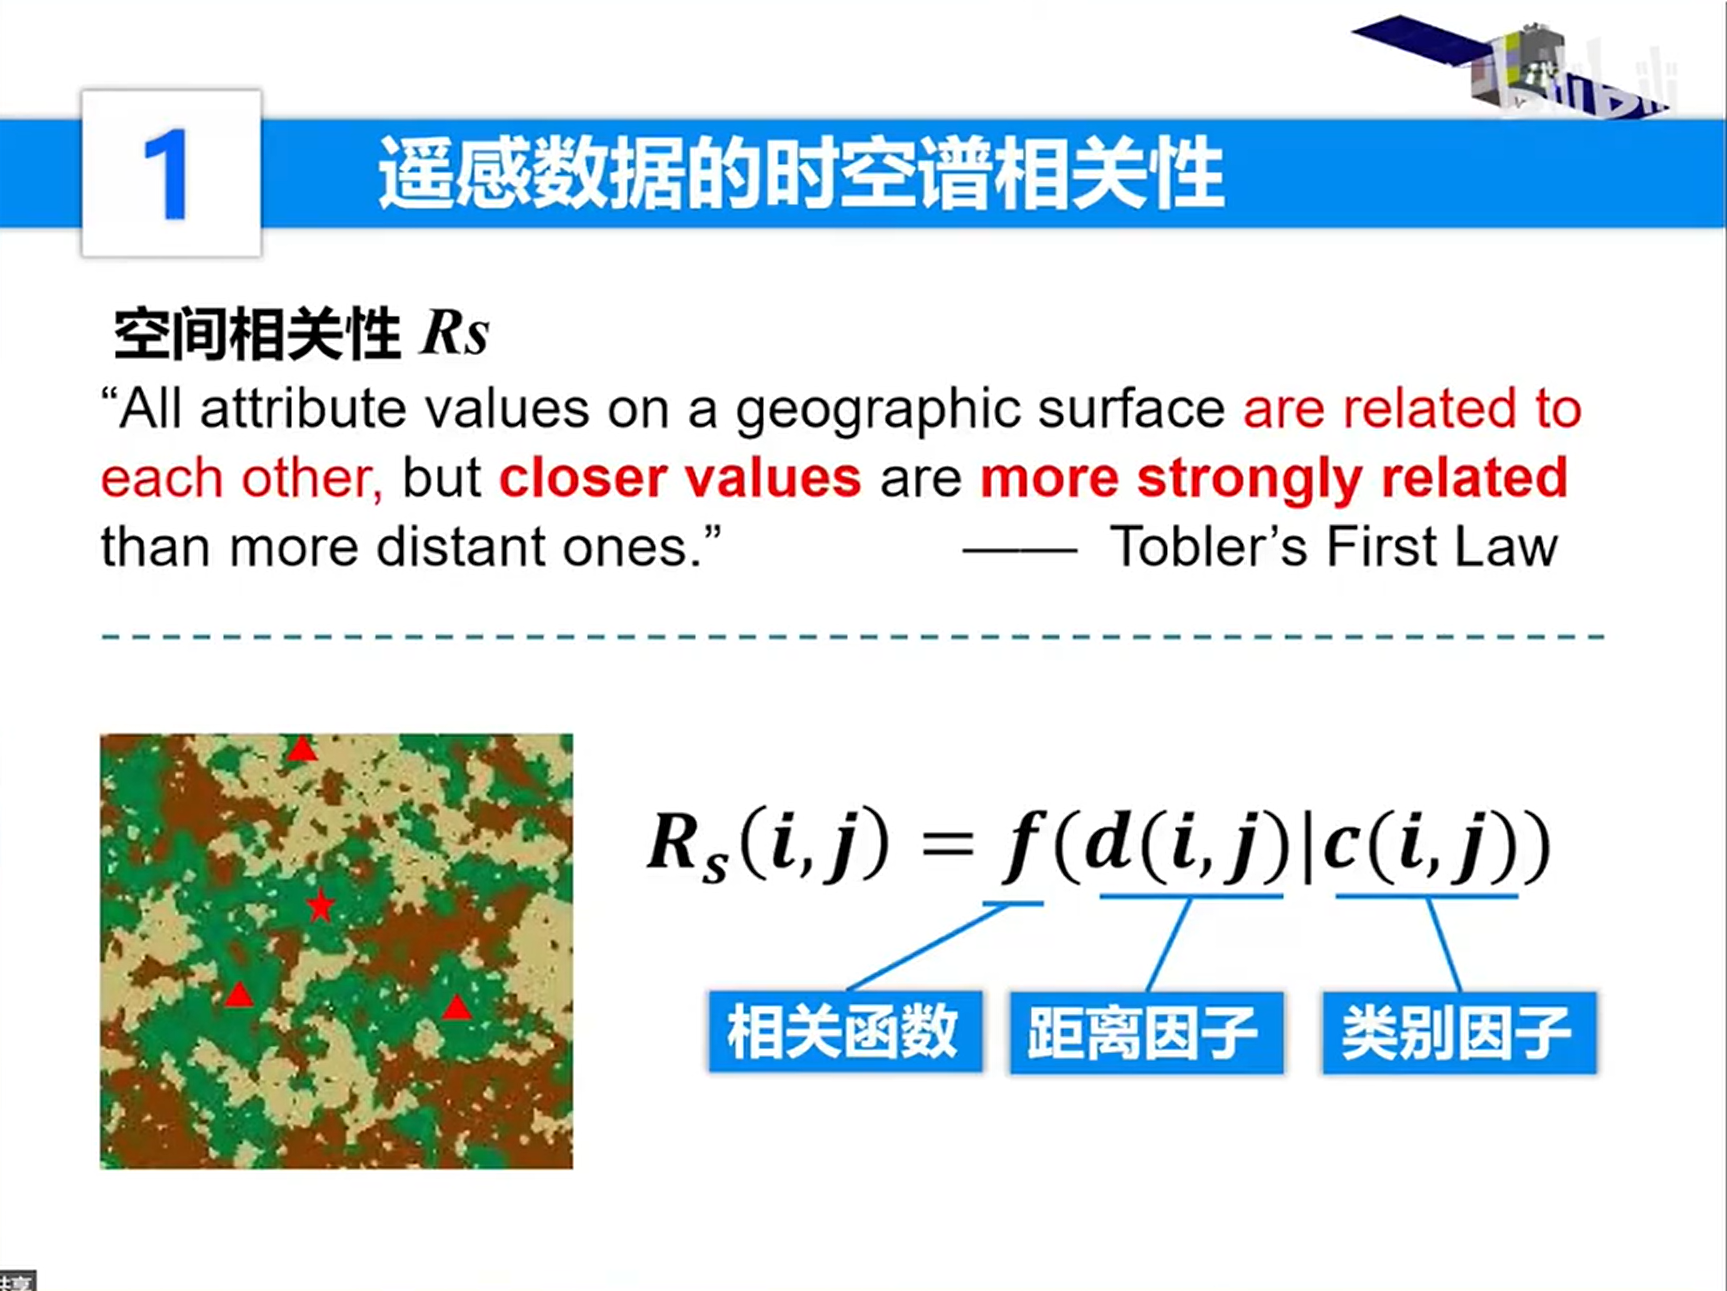 bilibili
1
遥感数据的时空谱相关性
空间相关性 Rs
“All attribute values on a geographic surface are related to
each other, but closer values are more strongly related
than more distant ones.” —— Tobler’s First Law
R_s(i,j) = f(d(i,j)|c(i,j))
相关函数 距离因子 类别因子